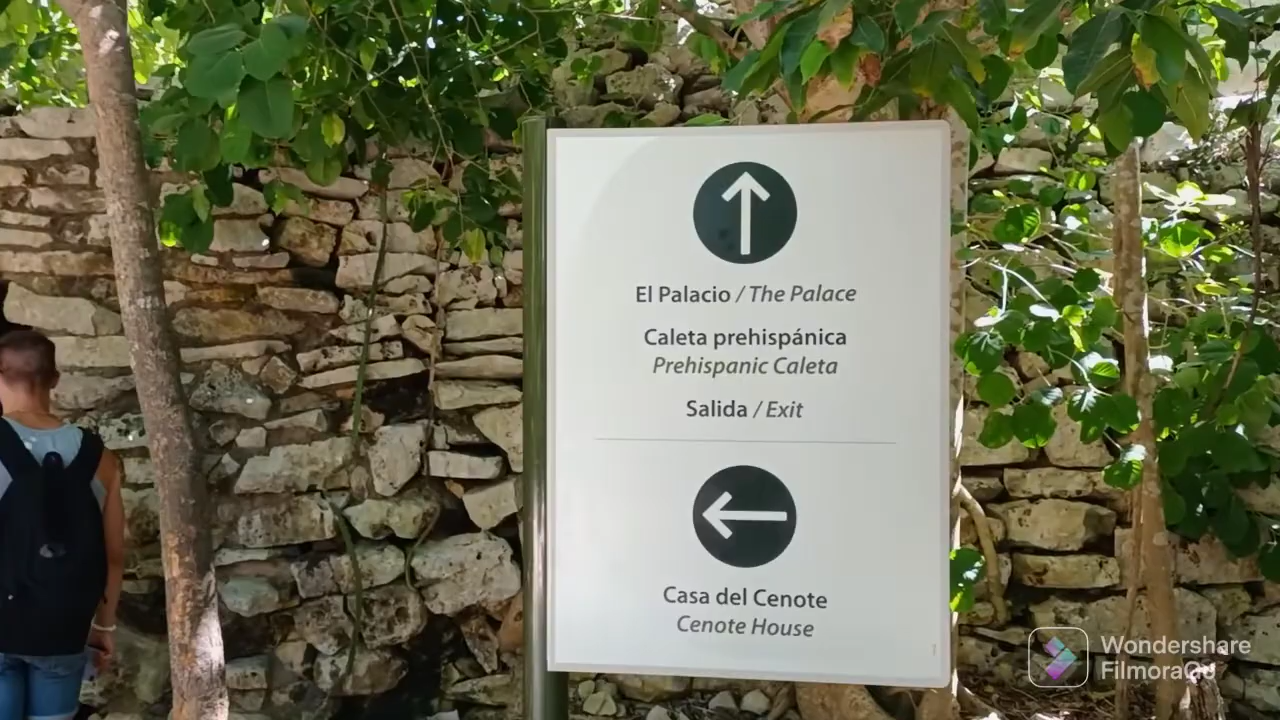 El Palacio / The Palace
Caleta prehispánica
Prehispanic Caleta
Salida / Exit
Casa del Cenote
Cenote House
Wondershare
FilmoraGo